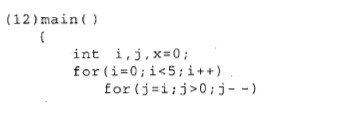 (12)main( )
{
int i,j,x=0;
for(i=0;i<5;i++)
for(j=i;j>0;j- -)